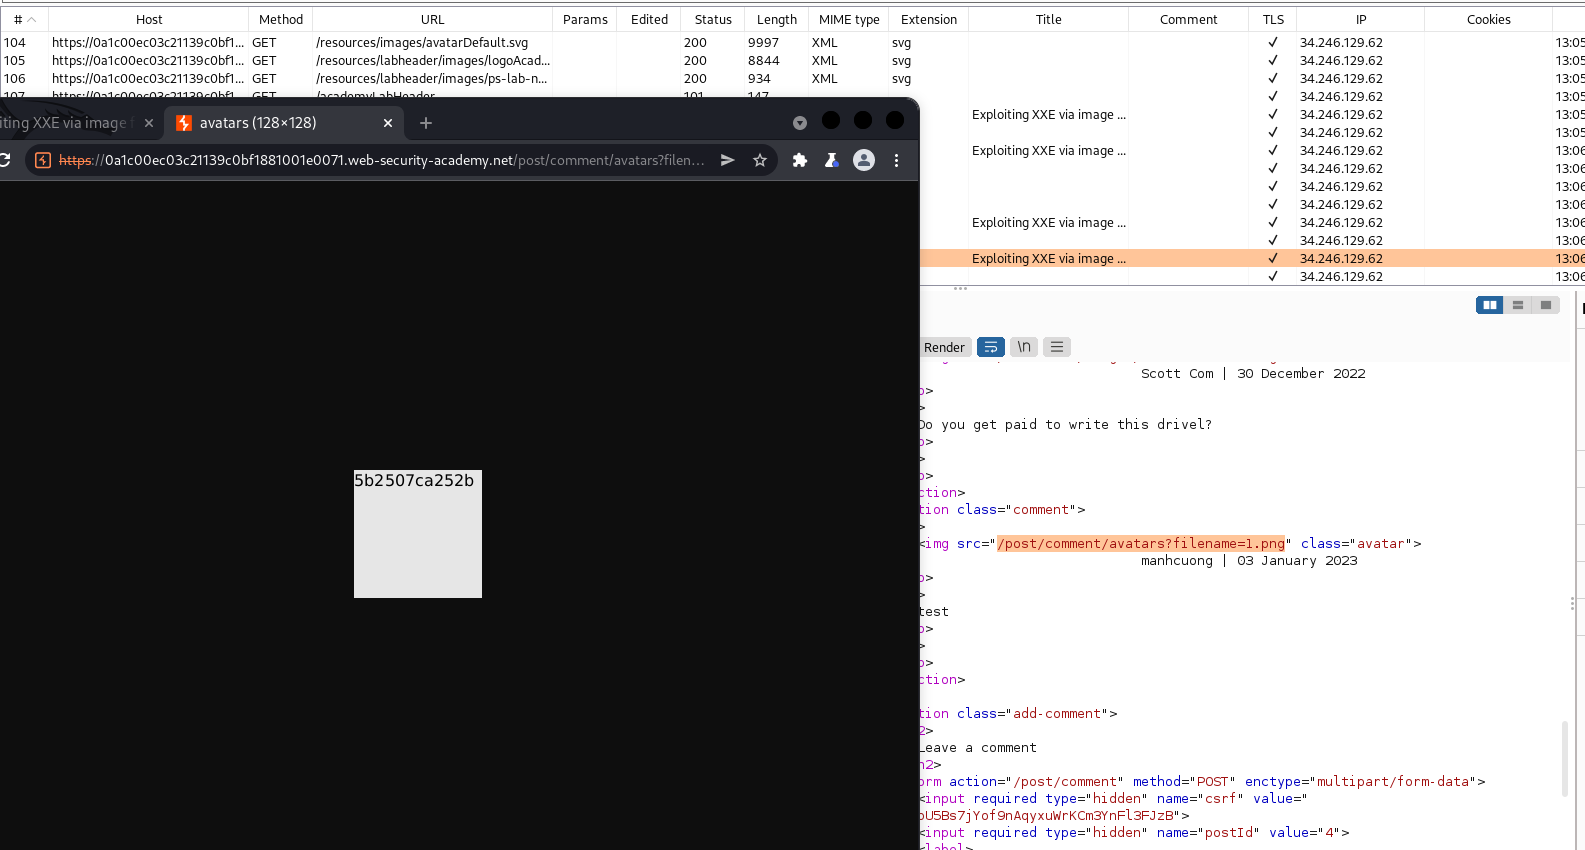 # Host Method URL Params Edited Status Length MIME type Extension Title Comment TLS IP Cookies
104 https://0a1c00ec03c21139c0bf1... GET /resources/images/avatarDefault.svg 200 9997 XML svg ✓ 34.246.129.62 13:05
105 https://0a1c00ec03c21139c0bf1... GET /resources/labheader/images/logoAcad... 200 8844 XML svg ✓ 34.246.129.62 13:05
106 https://0a1c00ec03c21139c0bf1... GET /resources/labheader/images/ps-lab-n... 200 934 XML svg ✓ 34.246.129.62 13:05
107 https://0a1c00ec03c21139c0bf1... GET /academyLabHeader 101 147 ✓ 34.246.129.62 13:05
Exploiting XXE via image ... ✓ 34.246.129.62 13:05
✓ 34.246.129.62 13:05
Exploiting XXE via image ... ✓ 34.246.129.62 13:06
✓ 34.246.129.62 13:06
✓ 34.246.129.62 13:06
✓ 34.246.129.62 13:06
Exploiting XXE via image ... ✓ 34.246.129.62 13:06
✓ 34.246.129.62 13:06
Exploiting XXE via image ... ✓ 34.246.129.62 13:06
✓ 34.246.129.62 13:06
iting XXE via image f
avatars (128×128)
https://0a1c00ec03c21139c0bf1881001e0071.web-security-academy.net/post/comment/avatars?filen...
5b2507ca252b
Render \n
Scott Com | 30 December 2022
>
>
Do you get paid to write this drivel?
>
>
>
ction>
tion class="comment">
>
<img src="/post/comment/avatars?filename=1.png" class="avatar">
manhcuong | 03 January 2023
>
>
test
>
>
>
ction>
tion class="add-comment">
2>
Leave a comment
h2>
orm action="/post/comment" method="POST" enctype="multipart/form-data">
<input required type="hidden" name="csrf" value="
oU5Bs7jYof9nAqyxuWrKCm3YnFl3FJzB">
<input required type="hidden" name="postId" value="4">
<label>